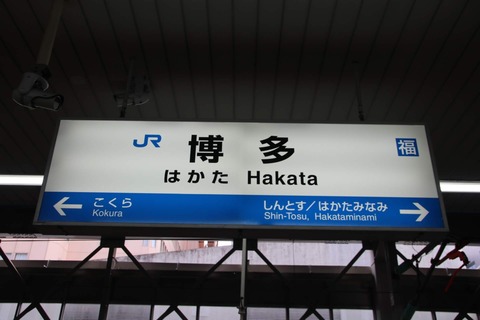 JR 博多 福
はかた Hakata
← こくら しんとす／はかたみなみ →
Kokura Shin-Tosu, Hakataminami